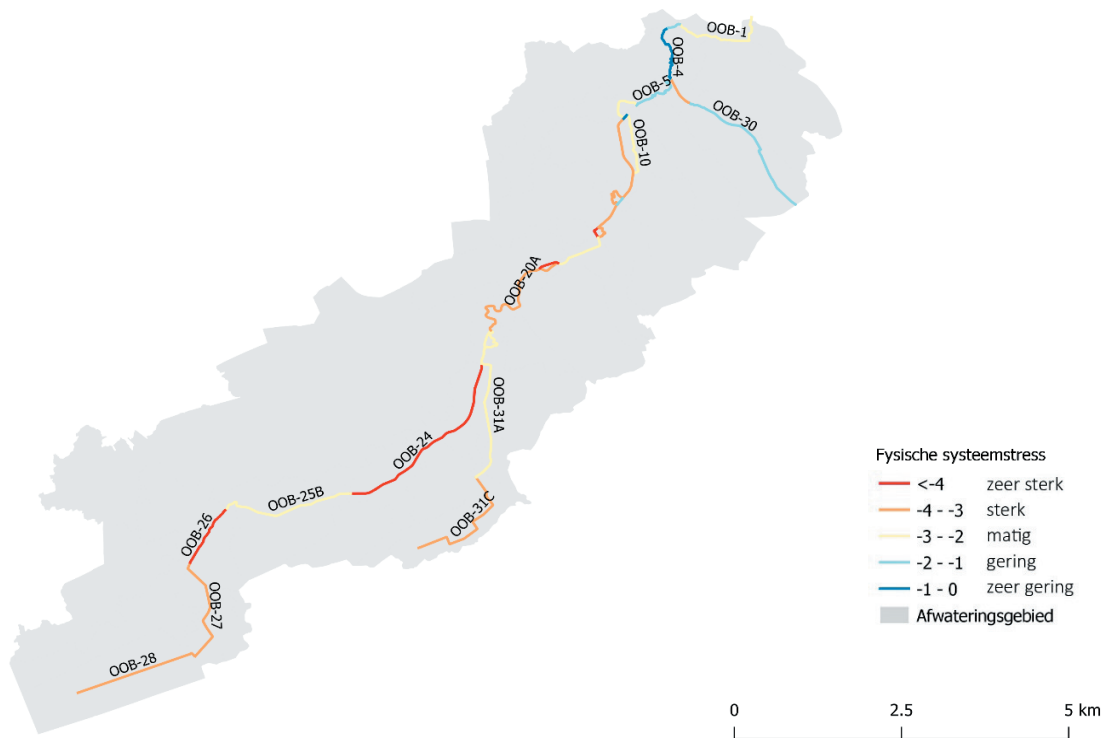 OOB-1
OOB-4
OOB-5
OOB-30
OOB-10
OOB-20A
OOB-31A
OOB-24
OOB-25B
OOB-31C
OOB-26
OOB-27
OOB-28
Fysische systeemstress
<-4 zeer sterk
-4 - -3 sterk
-3 - -2 matig
-2 - -1 gering
-1 - 0 zeer gering
Afwateringsgebied
0 2.5 5 km